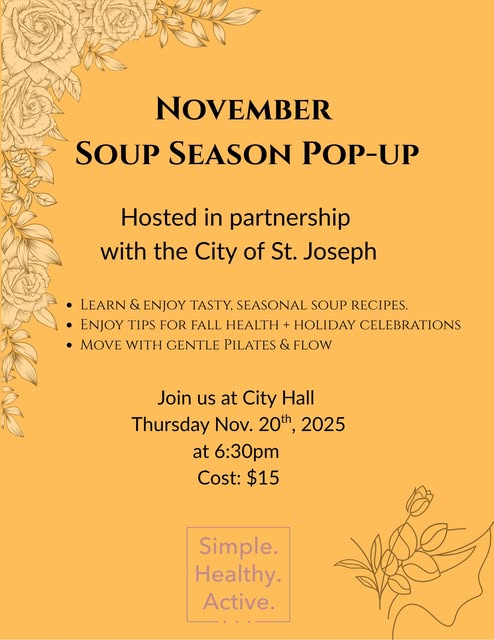 November
Soup Season Pop-up
Hosted in partnership
with the City of St. Joseph
• Learn & enjoy tasty, seasonal soup recipes.
• Enjoy tips for fall health + holiday celebrations
• Move with gentle Pilates & flow
Join us at City Hall
Thursday Nov. 20th, 2025
at 6:30pm
Cost: $15
Simple.
Healthy.
Active.